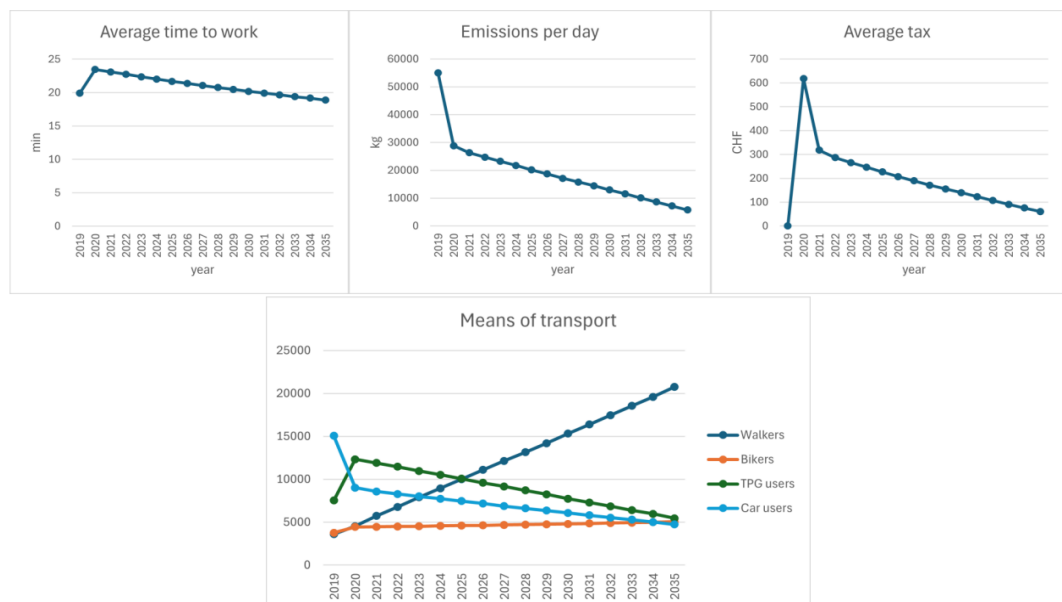 Average time to work
25
20
15
10
5
0
min
2019 2020 2021 2022 2023 2024 2025 2026 2027 2028 2029 2030 2031 2032 2033 2034 2035
year
Emissions per day
60000
50000
40000
30000
20000
10000
0
kg
2019 2020 2021 2022 2023 2024 2025 2026 2027 2028 2029 2030 2031 2032 2033 2034 2035
year
Average tax
700
600
500
400
300
200
100
0
CHF
2019 2020 2021 2022 2023 2024 2025 2026 2027 2028 2029 2030 2031 2032 2033 2034 2035
year
Means of transport
25000
20000
15000
10000
5000
0
2019 2020 2021 2022 2023 2024 2025 2026 2027 2028 2029 2030 2031 2032 2033 2034 2035
Walkers
Bikers
TPG users
Car users